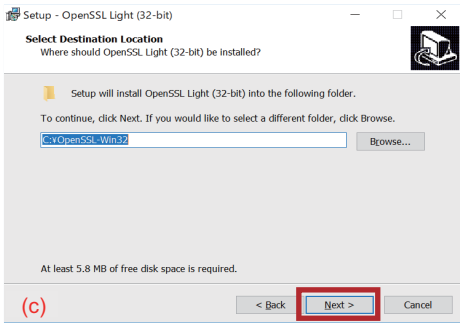 Setup - OpenSSL Light (32-bit)
Select Destination Location
Where should OpenSSL Light (32-bit) be installed?
Setup will install OpenSSL Light (32-bit) into the following folder.
To continue, click Next. If you would like to select a different folder, click Browse.
C:¥OpenSSL-Win32
Browse...
At least 5.8 MB of free disk space is required.
(c)
< Back
Next >
Cancel